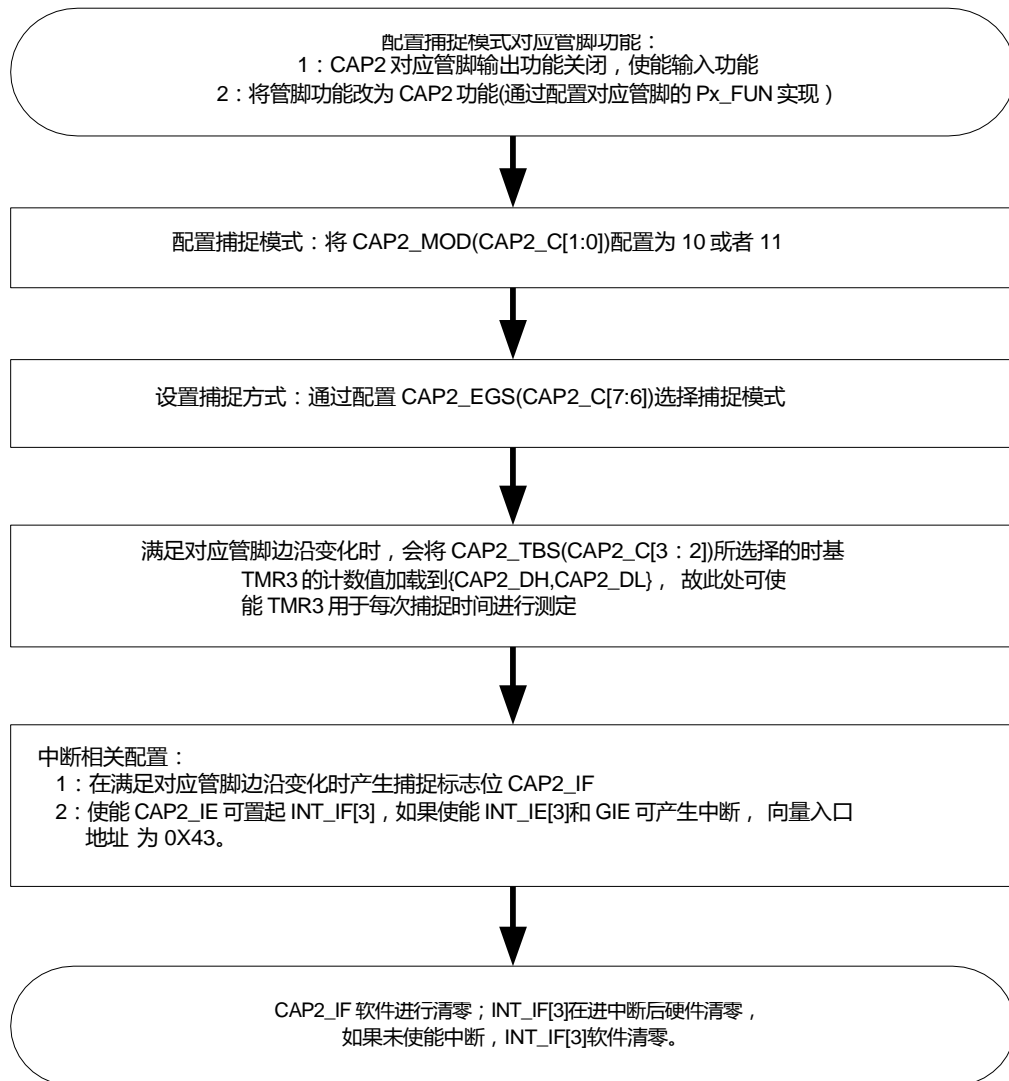 配置捕捉模式对应管脚功能：
1：CAP2 对应管脚输出功能关闭，使能输入功能
2：将管脚功能改为 CAP2 功能(通过配置对应管脚的 Px_FUN 实现）
配置捕捉模式：将 CAP2_MOD(CAP2_C[1:0])配置为 10 或者 11
设置捕捉方式：通过配置 CAP2_EGS(CAP2_C[7:6])选择捕捉模式
满足对应管脚边沿变化时，会将 CAP2_TBS(CAP2_C[3：2])所选择的时基
TMR3 的计数值加载到{CAP2_DH,CAP2_DL}， 故此处可使
能 TMR3 用于每次捕捉时间进行测定
中断相关配置：
1：在满足对应管脚边沿变化时产生捕捉标志位 CAP2_IF
2：使能 CAP2_IE 可置起 INT_IF[3]，如果使能 INT_IE[3]和 GIE 可产生中断， 向量入口
地址 为 0X43。
CAP2_IF 软件进行清零；INT_IF[3]在进中断后硬件清零，
如果未使能中断，INT_IF[3]软件清零。